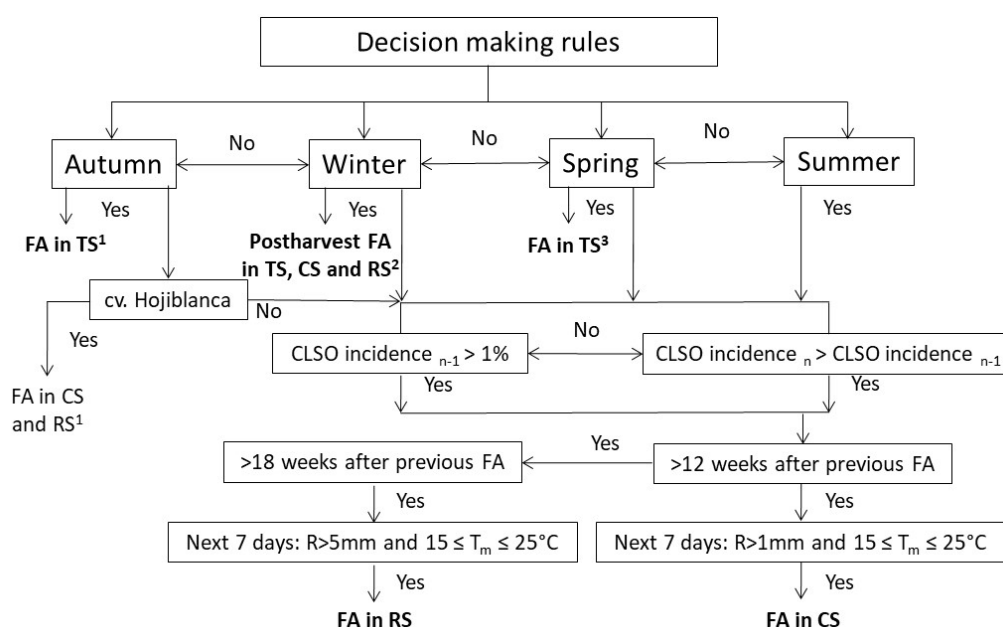 Decision making rules
No
No
No
Autumn
Winter
Spring
Summer
Yes
Yes
Yes
Yes
FA in TS¹
Postharvest FA
in TS, CS and RS²
FA in TS³
cv. Hojiblanca
No
Yes
No
CLSO incidence n-1 > 1%
CLSO incidence n > CLSO incidence n-1
FA in CS
and RS¹
Yes
Yes
Yes
>18 weeks after previous FA
>12 weeks after previous FA
Yes
Yes
Next 7 days: R>5mm and 15 ≤ Tm ≤ 25°C
Next 7 days: R>1mm and 15 ≤ Tm ≤ 25°C
Yes
Yes
FA in RS
FA in CS